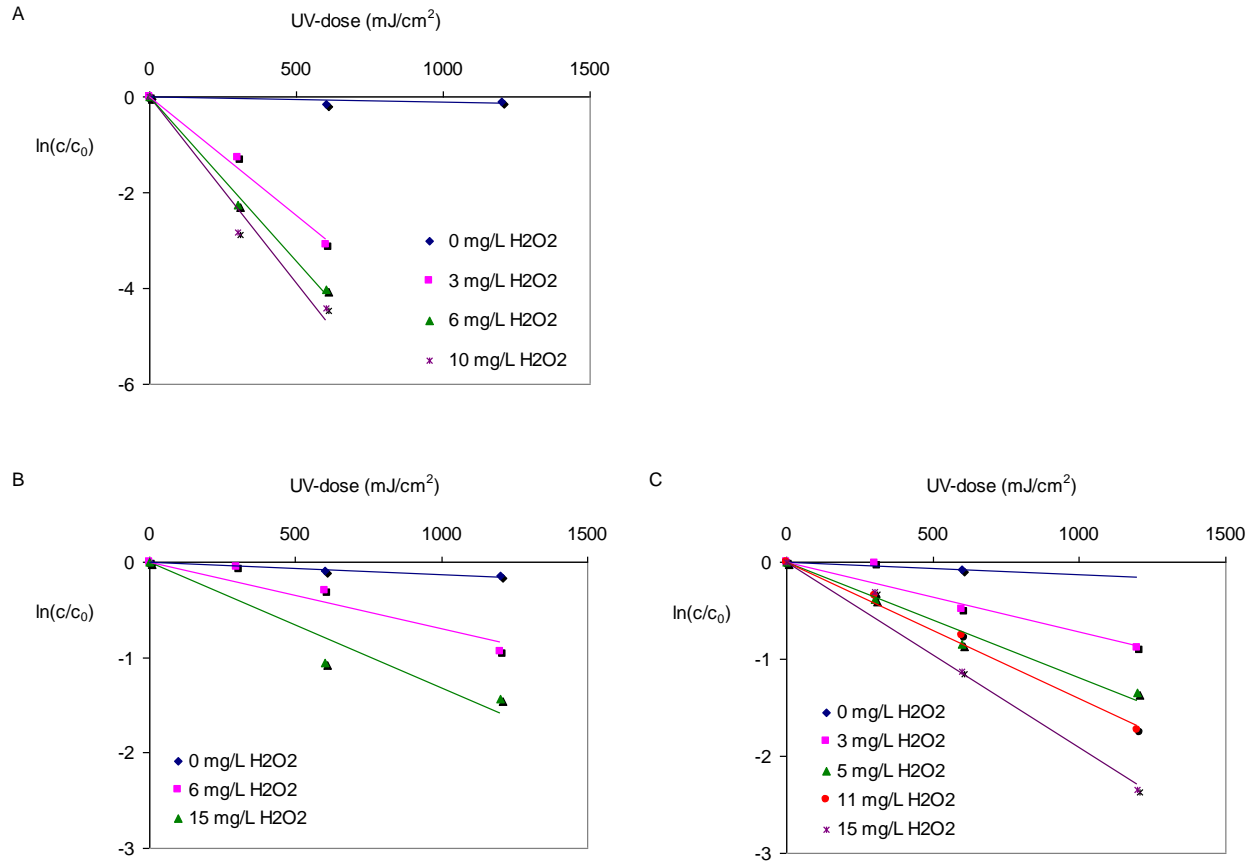 A
UV-dose (mJ/cm²)
0 500 1000 1500
0
-2
-4
-6
ln(c/c₀)
0 mg/L H2O2
3 mg/L H2O2
6 mg/L H2O2
10 mg/L H2O2
B
UV-dose (mJ/cm²)
0 500 1000 1500
0
-1
-2
-3
ln(c/c₀)
0 mg/L H2O2
6 mg/L H2O2
15 mg/L H2O2
C
UV-dose (mJ/cm²)
0 500 1000 1500
0
-1
-2
-3
ln(c/c₀)
0 mg/L H2O2
3 mg/L H2O2
5 mg/L H2O2
11 mg/L H2O2
15 mg/L H2O2